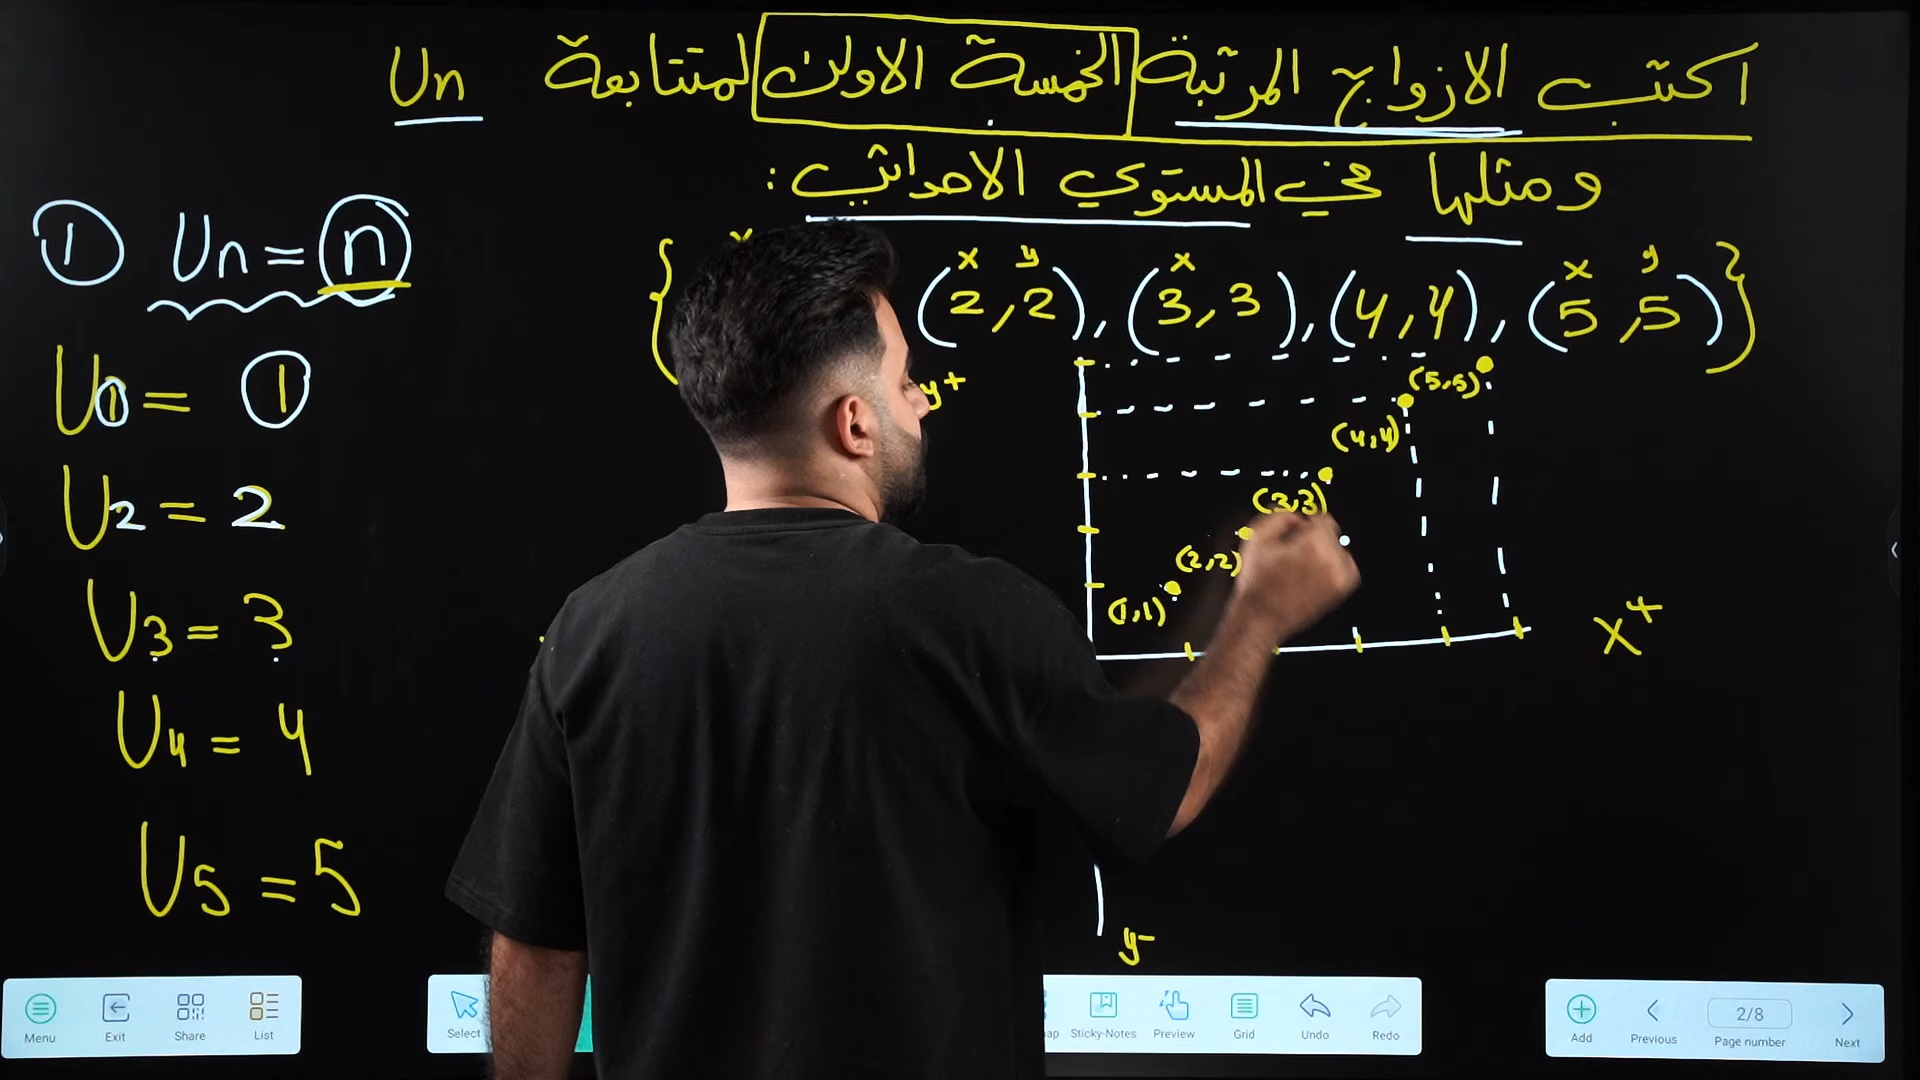 اكتب الازواج المرتبة الخمسة الاولى لمتتابعة Un
ومثلها في المستوي الاحداثي :
① Un = n
{ (2,2), (3,3), (4,4), (5,5) }
x y x x y
U1 = 1
U2 = 2
U3 = 3
U4 = 4
U5 = 5
y+
(5,5)
(4,4)
(3,3)
(2,2)
(1,1)
x+
y-
Menu Exit Share List
Select Sticky-Notes Preview Grid Undo Redo
Add Previous 2/8 Page number Next